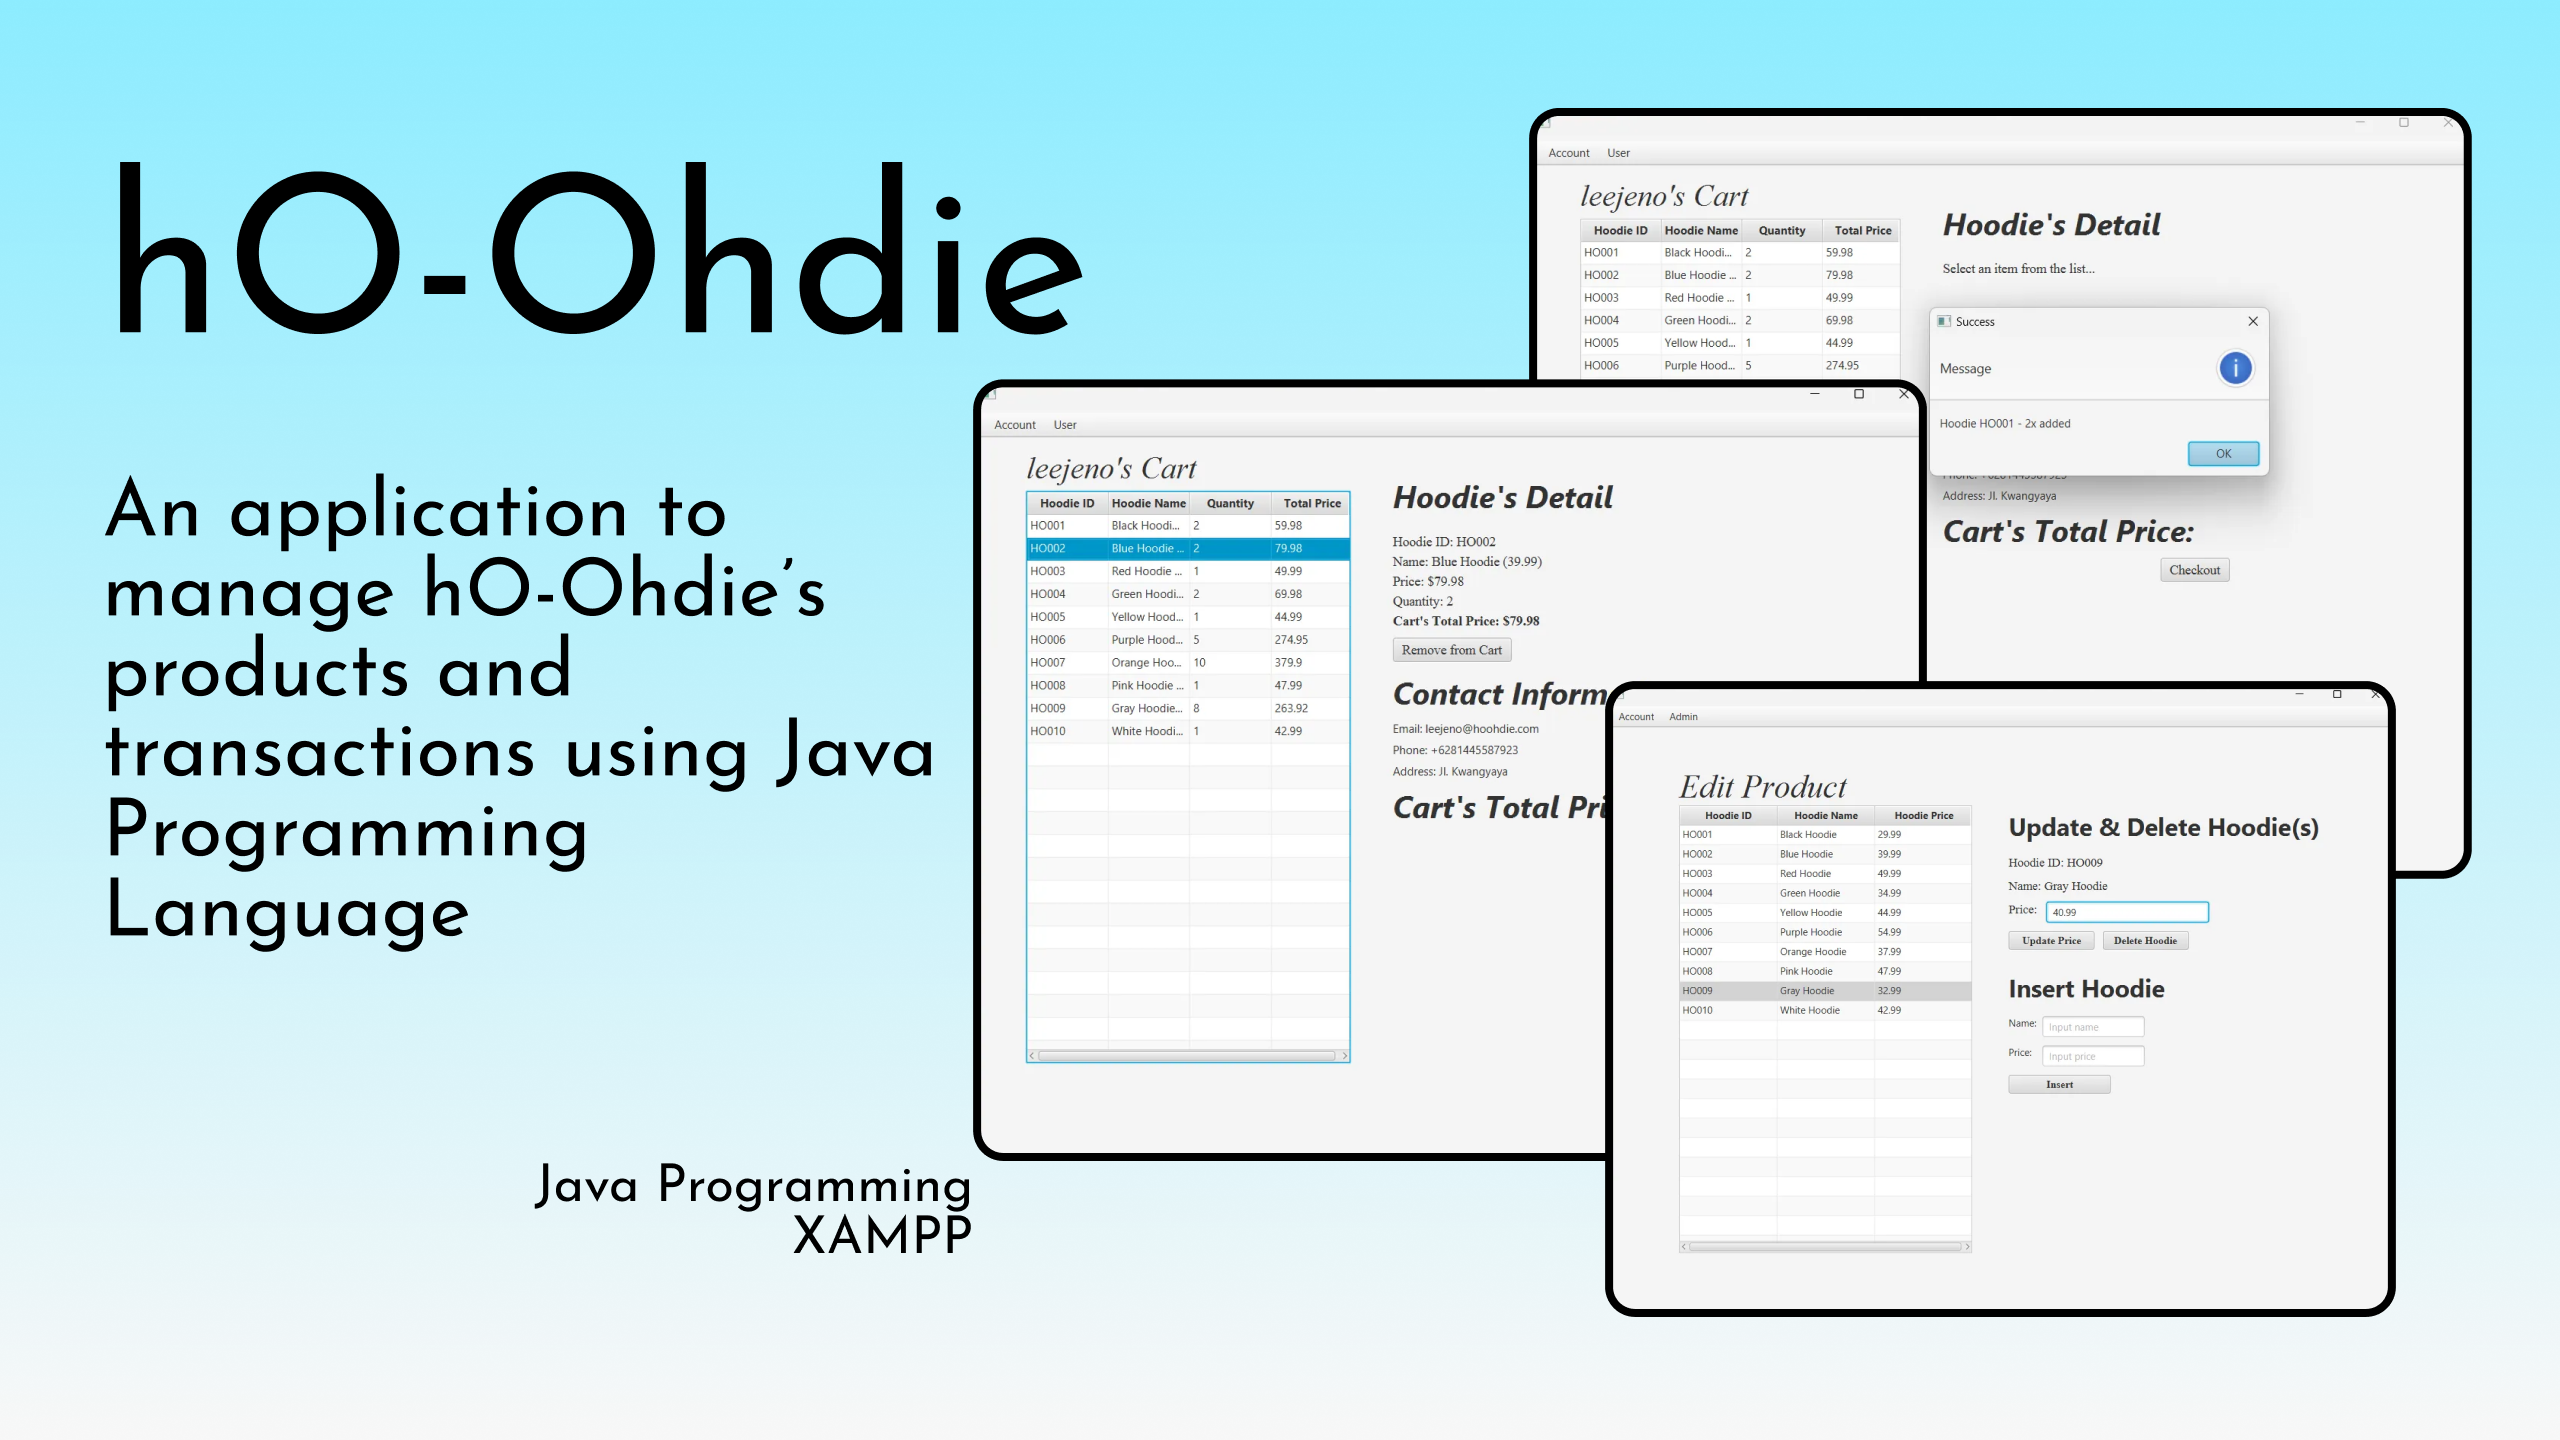 hO-Ohdie
An application to
manage hO-Ohdie’s
products and
transactions using Java
Programming
Language
Java Programming
XAMPP
Account User
leejeno's Cart
Hoodie ID Hoodie Name Quantity Total Price
HO001 Black Hoodi... 2 59.98
HO002 Blue Hoodie ... 2 79.98
HO003 Red Hoodie ... 1 49.99
HO004 Green Hoodi... 2 69.98
HO005 Yellow Hood... 1 44.99
HO006 Purple Hood... 5 274.95
Hoodie's Detail
Select an item from the list...
Success
Message
Hoodie HO001 - 2x added
OK
Address: Jl. Kwangyaya
Cart's Total Price:
Checkout
Account User
leejeno's Cart
Hoodie ID Hoodie Name Quantity Total Price
HO001 Black Hoodi... 2 59.98
HO002 Blue Hoodie ... 2 79.98
HO003 Red Hoodie ... 1 49.99
HO004 Green Hoodi... 2 69.98
HO005 Yellow Hood... 1 44.99
HO006 Purple Hood... 5 274.95
HO007 Orange Hoo... 10 379.9
HO008 Pink Hoodie ... 1 47.99
HO009 Gray Hoodie... 8 263.92
HO010 White Hoodi... 1 42.99
Hoodie's Detail
Hoodie ID: HO002
Name: Blue Hoodie (39.99)
Price: $79.98
Quantity: 2
Cart's Total Price: $79.98
Remove from Cart
Contact Inform
Email: leejeno@hoohdie.com
Phone: +6281445587923
Address: Jl. Kwangyaya
Cart's Total Pri
Account Admin
Edit Product
Hoodie ID Hoodie Name Hoodie Price
HO001 Black Hoodie 29.99
HO002 Blue Hoodie 39.99
HO003 Red Hoodie 49.99
HO004 Green Hoodie 34.99
HO005 Yellow Hoodie 44.99
HO006 Purple Hoodie 54.99
HO007 Orange Hoodie 37.99
HO008 Pink Hoodie 47.99
HO009 Gray Hoodie 32.99
HO010 White Hoodie 42.99
Update & Delete Hoodie(s)
Hoodie ID: HO009
Name: Gray Hoodie
Price: 40.99
Update Price Delete Hoodie
Insert Hoodie
Name: Input name
Price: Input price
Insert